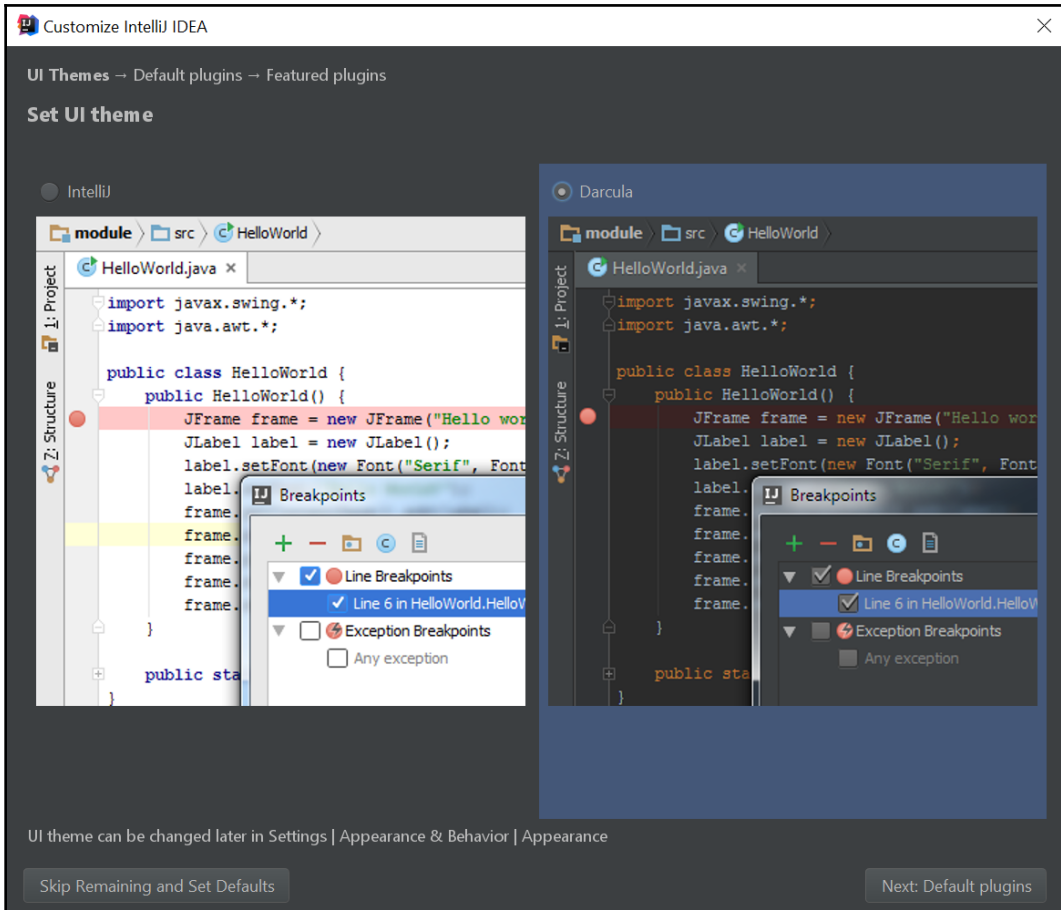 Customize IntelliJ IDEA
UI Themes → Default plugins → Featured plugins
Set UI theme
IntelliJ
module src HelloWorld
HelloWorld.java
1: Project
7: Structure
import javax.swing.*;
import java.awt.*;
public class HelloWorld {
public HelloWorld() {
JFrame frame = new JFrame("Hello wor
JLabel label = new JLabel();
label.setFont(new Font("Serif", Font
label.
frame.
frame.
frame.
frame.
frame.
}
public sta
}
Breakpoints
Line Breakpoints
Line 6 in HelloWorld.HelloW
Exception Breakpoints
Any exception
Darcula
module src HelloWorld
HelloWorld.java
1: Project
7: Structure
import javax.swing.*;
import java.awt.*;
public class HelloWorld {
public HelloWorld() {
JFrame frame = new JFrame("Hello wor
JLabel label = new JLabel();
label.setFont(new Font("Serif", Font
label.
frame.
frame.
frame.
frame.
frame.
}
public sta
}
Breakpoints
Line Breakpoints
Line 6 in HelloWorld.HelloW
Exception Breakpoints
Any exception
UI theme can be changed later in Settings | Appearance & Behavior | Appearance
Skip Remaining and Set Defaults
Next: Default plugins